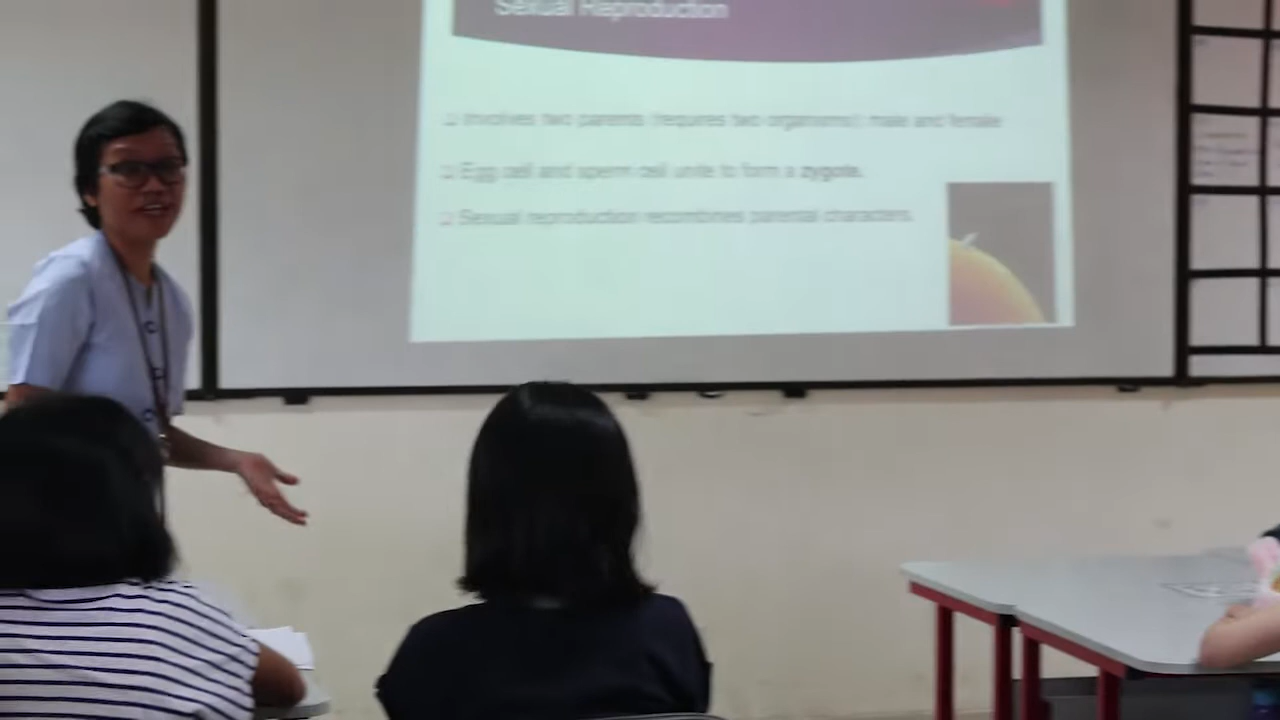 Sexual Reproduction
Involves two parents (requires two organisms) male and female
Egg cell and sperm cell unite to form a zygote.
Sexual reproduction recombines parental characters.